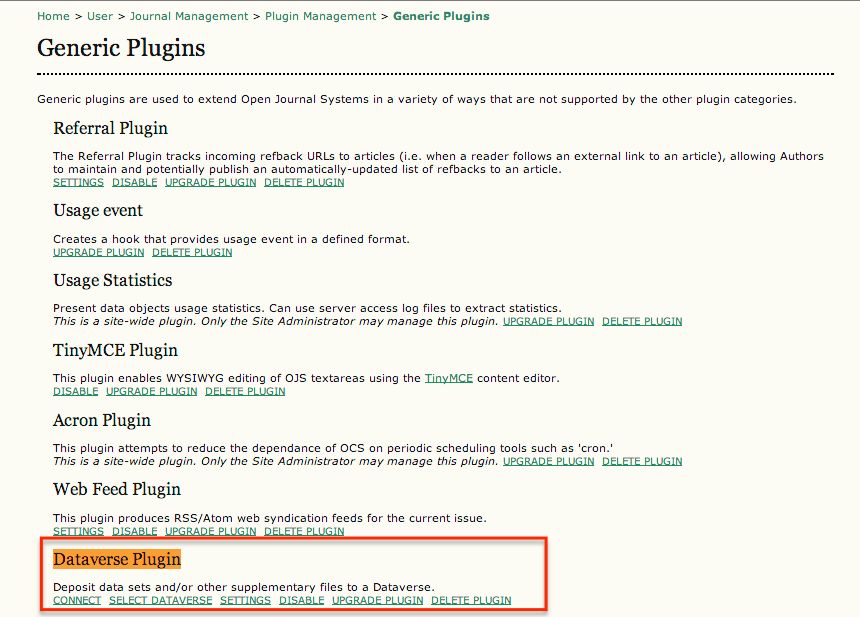 Home > User > Journal Management > Plugin Management > Generic Plugins
Generic Plugins
Generic plugins are used to extend Open Journal Systems in a variety of ways that are not supported by the other plugin categories.
Referral Plugin
The Referral Plugin tracks incoming refback URLs to articles (i.e. when a reader follows an external link to an article), allowing Authors
to maintain and potentially publish an automatically-updated list of refbacks to an article.
SETTINGS DISABLE UPGRADE PLUGIN DELETE PLUGIN
Usage event
Creates a hook that provides usage event in a defined format.
UPGRADE PLUGIN DELETE PLUGIN
Usage Statistics
Present data objects usage statistics. Can use server access log files to extract statistics.
This is a site-wide plugin. Only the Site Administrator may manage this plugin. UPGRADE PLUGIN DELETE PLUGIN
TinyMCE Plugin
This plugin enables WYSIWYG editing of OJS textareas using the TinyMCE content editor.
DISABLE UPGRADE PLUGIN DELETE PLUGIN
Acron Plugin
This plugin attempts to reduce the dependance of OCS on periodic scheduling tools such as 'cron.'
This is a site-wide plugin. Only the Site Administrator may manage this plugin. UPGRADE PLUGIN DELETE PLUGIN
Web Feed Plugin
This plugin produces RSS/Atom web syndication feeds for the current issue.
SETTINGS DISABLE UPGRADE PLUGIN DELETE PLUGIN
Dataverse Plugin
Deposit data sets and/or other supplementary files to a Dataverse.
CONNECT SELECT DATAVERSE SETTINGS DISABLE UPGRADE PLUGIN DELETE PLUGIN